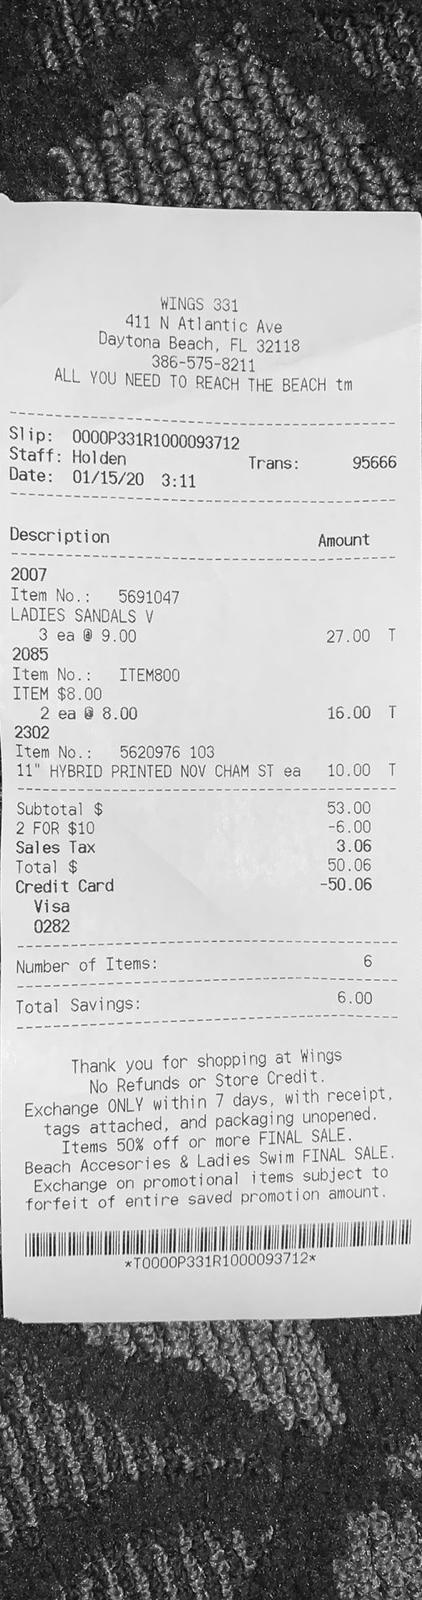 WINGS 331
411 N Atlantic Ave
Daytona Beach, FL 32118
386-575-8211
ALL YOU NEED TO REACH THE BEACH tm
Slip: 0000P331R1000093712
Staff: Holden Trans: 95666
Date: 01/15/20 3:11
Description Amount
2007
Item No.: 5691047
LADIES SANDALS V
3 ea @ 9.00 27.00 T
2085
Item No.: ITEM800
ITEM $8.00
2 ea @ 8.00 16.00 T
2302
Item No.: 5620976 103
11" HYBRID PRINTED NOV CHAM ST ea 10.00 T
Subtotal $ 53.00
2 FOR $10 -6.00
Sales Tax 3.06
Total $ 50.06
Credit Card -50.06
Visa
0282
Number of Items: 6
Total Savings: 6.00
Thank you for shopping at Wings
No Refunds or Store Credit.
Exchange ONLY within 7 days, with receipt,
tags attached, and packaging unopened.
Items 50% off or more FINAL SALE.
Beach Accesories & Ladies Swim FINAL SALE.
Exchange on promotional items subject to
forfeit of entire saved promotion amount.
*T0000P331R1000093712*